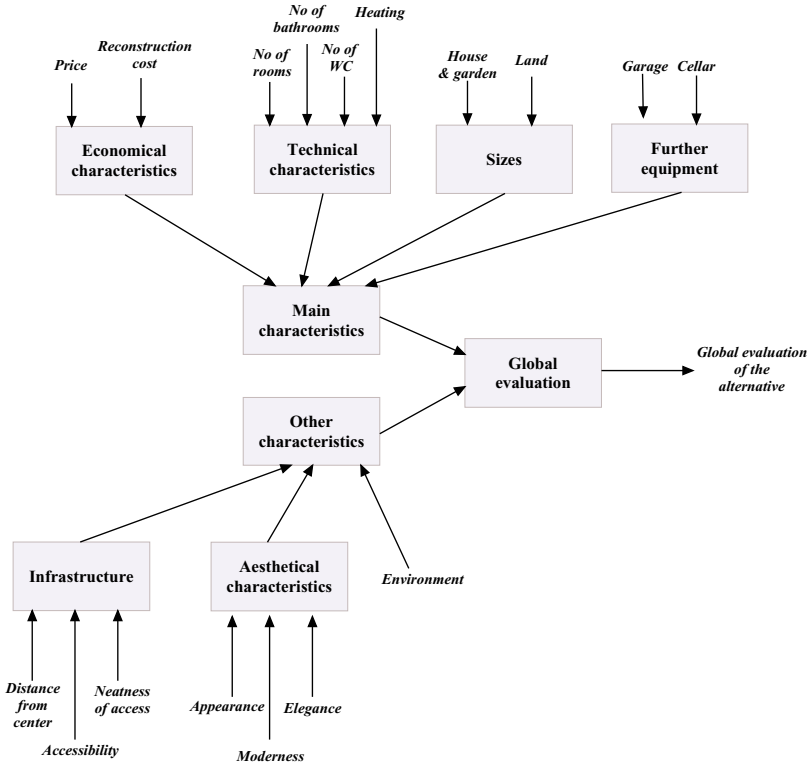 Price
Reconstruction
cost
No of
rooms
No of
bathrooms
No of
WC
Heating
House
& garden
Land
Garage
Cellar
Economical
characteristics
Technical
characteristics
Sizes
Further
equipment
Main
characteristics
Global
evaluation
Global evaluation
of the
alternative
Other
characteristics
Infrastructure
Aesthetical
characteristics
Environment
Distance
from
center
Accessibility
Neatness
of access
Appearance
Moderness
Elegance